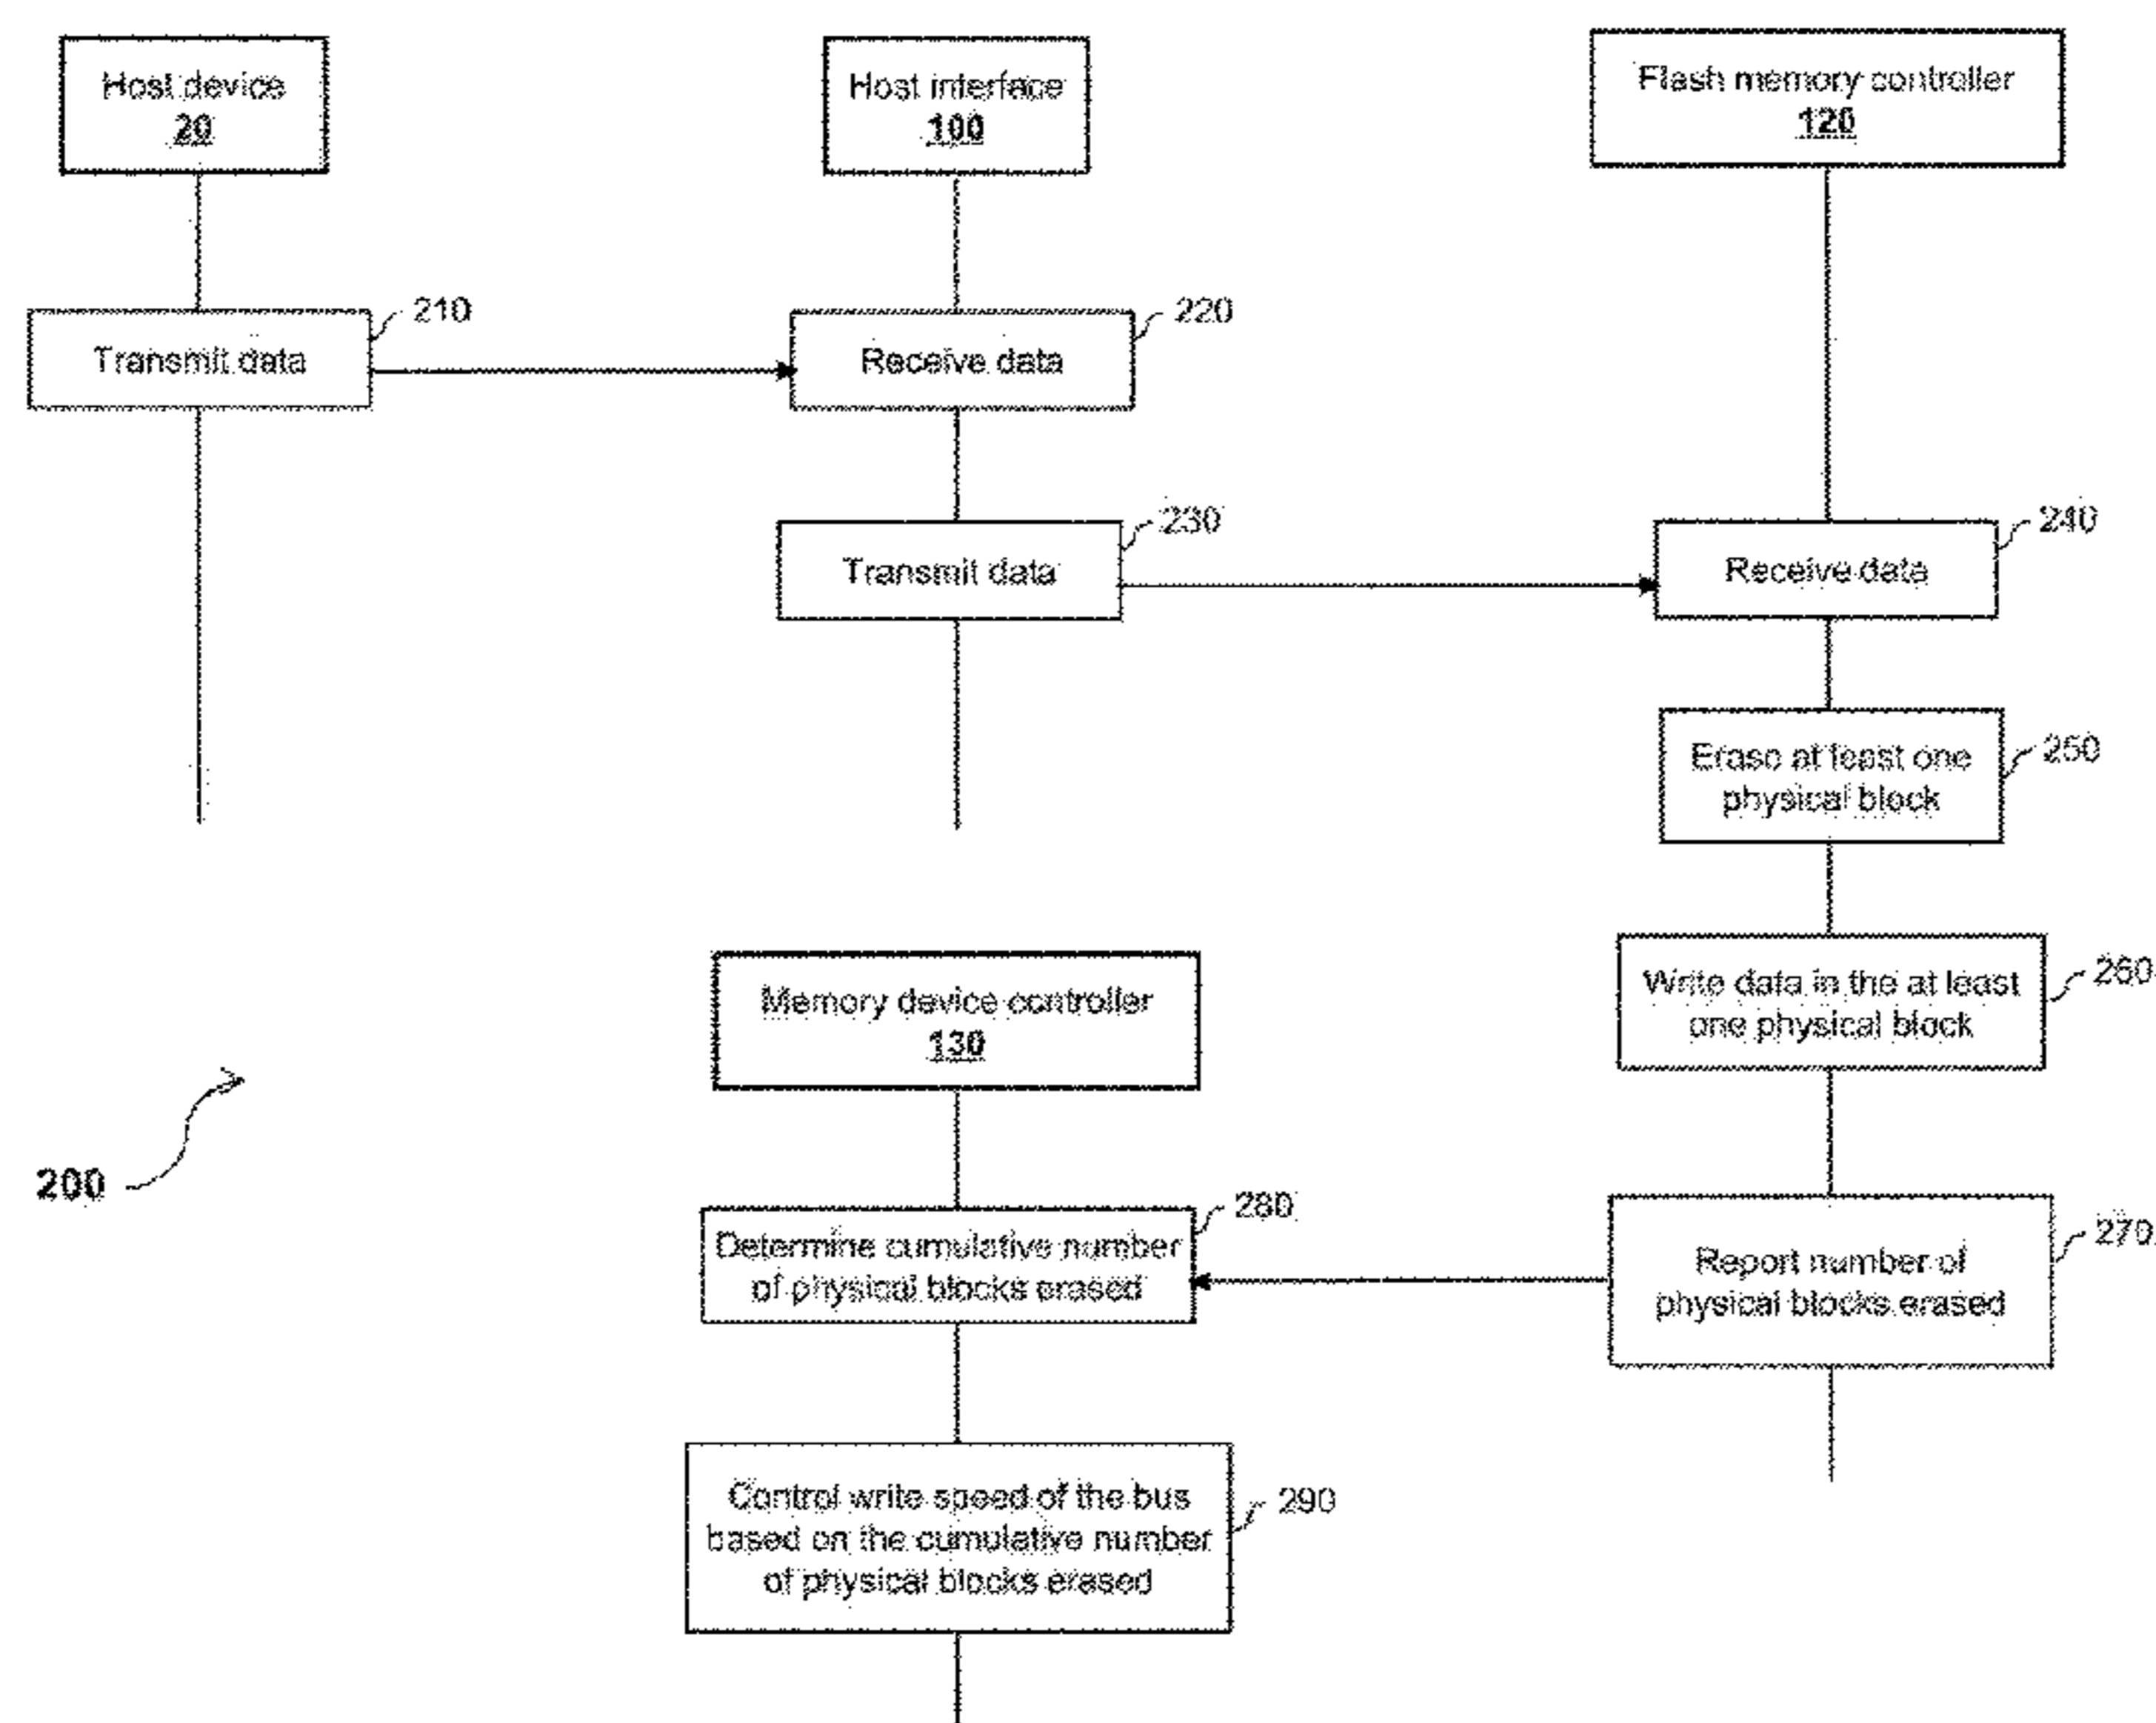 Host device
20
Host interface
100
Flash memory controller
120
210
Transmit data
220
Receive data
230
Transmit data
240
Receive data
250
Erase at least one
physical block
260
Write data in the at least
one physical block
Memory device controller
130
200
280
Determine cumulative number
of physical blocks erased
270
Report number of
physical blocks erased
290
Control write speed of the bus
based on the cumulative number
of physical blocks erased